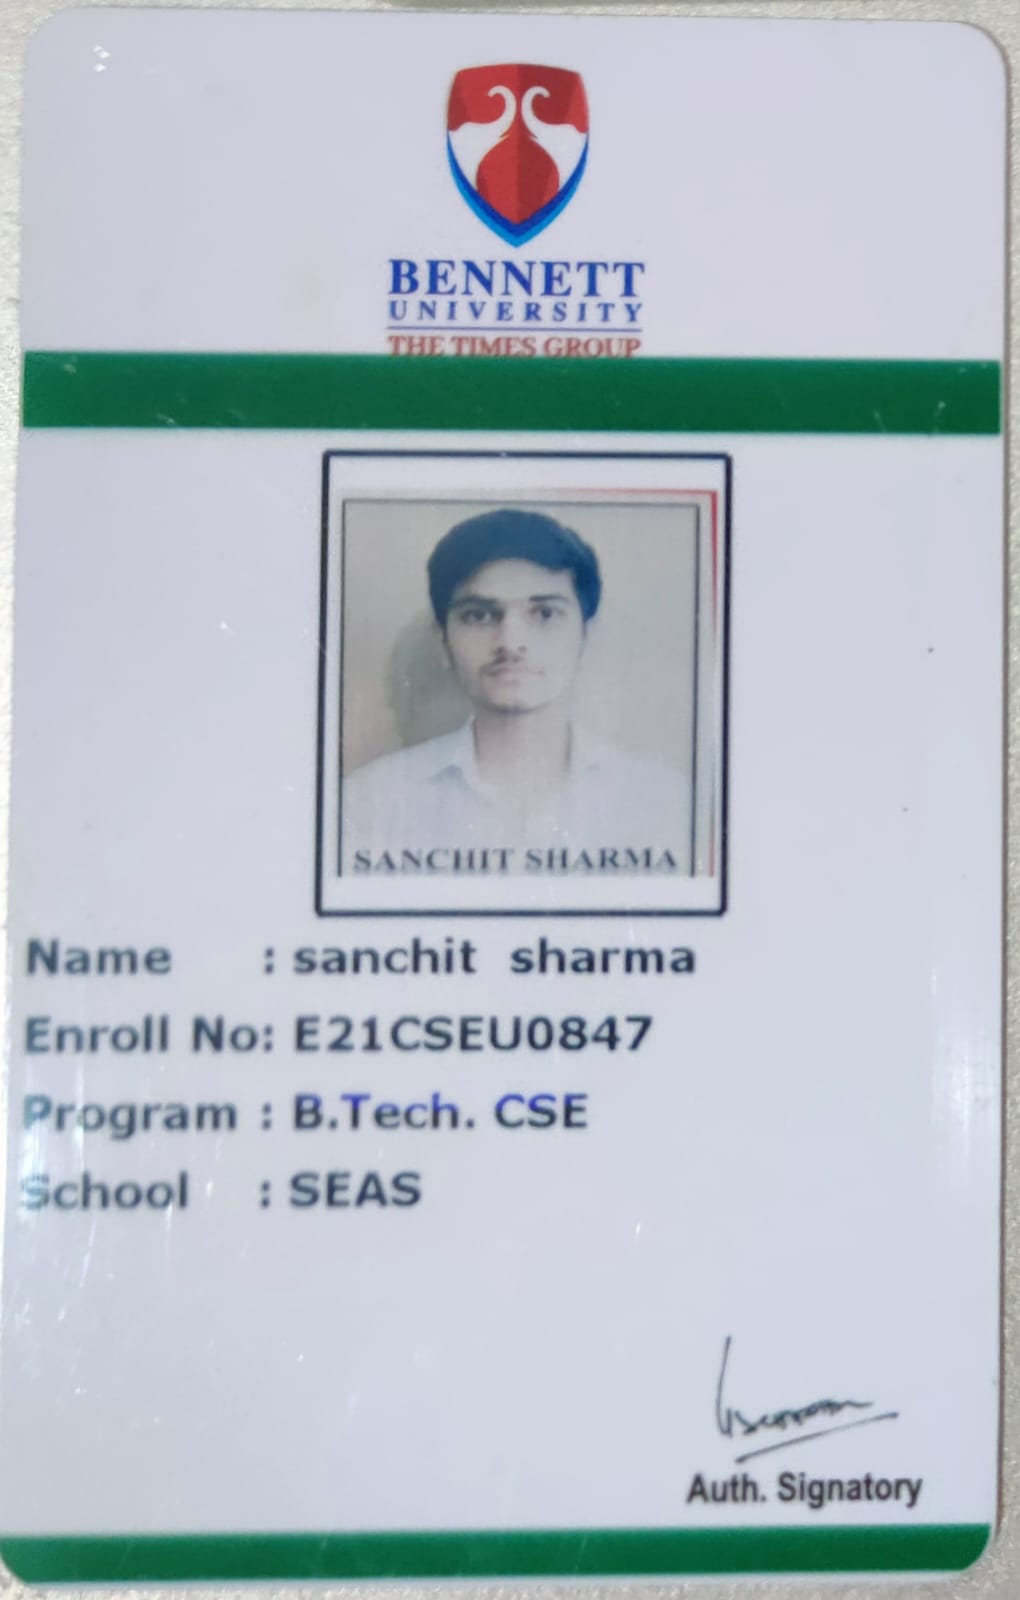 BENNETT
UNIVERSITY
THE TIMES GROUP
SANCHIT SHARMA
Name : sanchit sharma
Enroll No: E21CSEU0847
Program : B.Tech. CSE
School : SEAS
Auth. Signatory